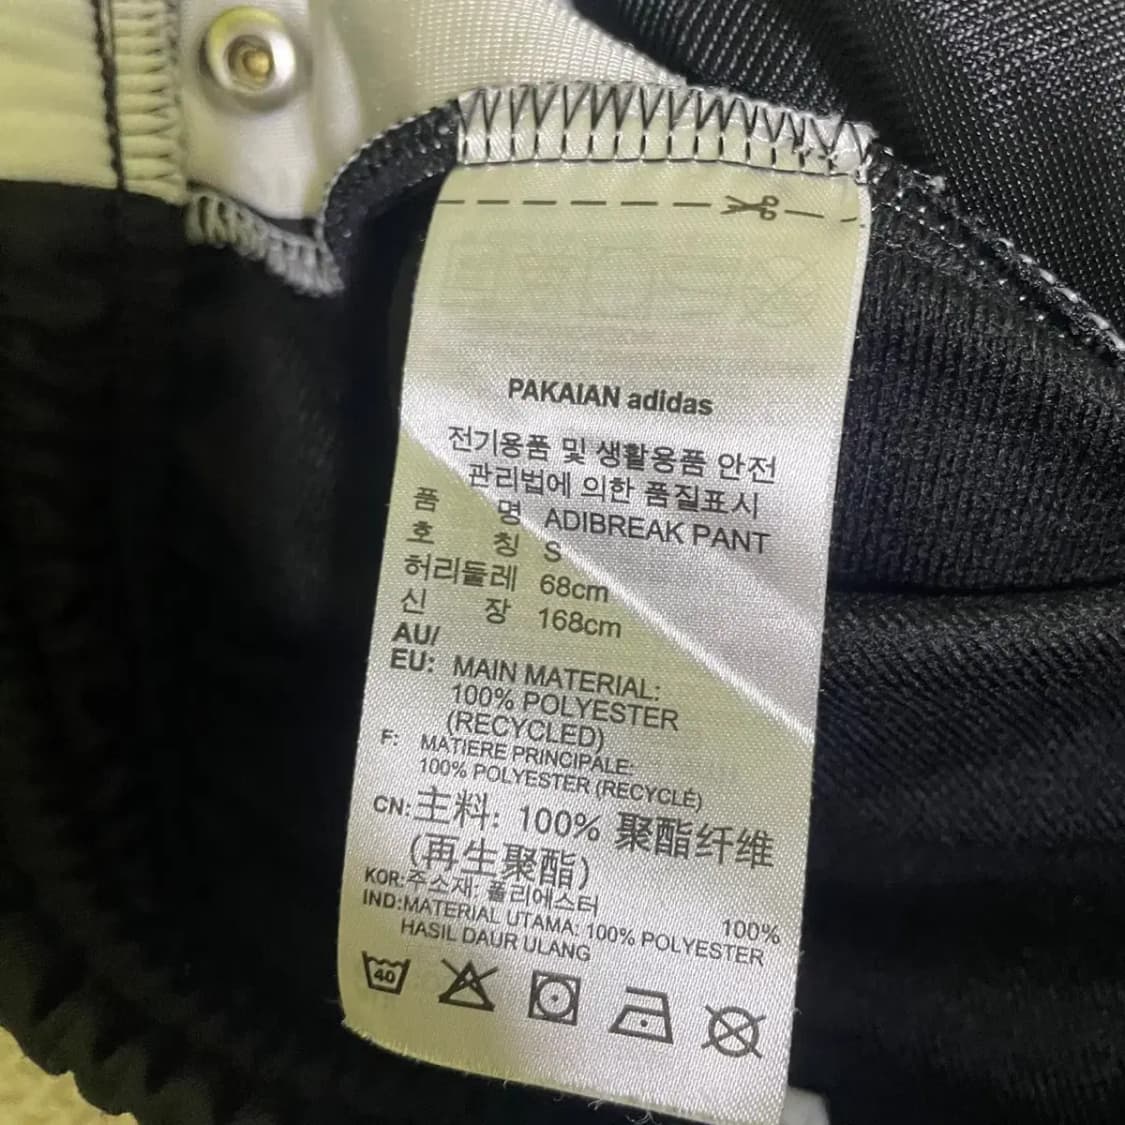 PAKAIAN adidas
전기용품 및 생활용품 안전
관리법에 의한 품질표시
품 명 ADIBREAK PANT
호 칭 S
허리둘레 68cm
신 장 168cm
AU/
EU: MAIN MATERIAL:
100% POLYESTER
(RECYCLED)
F: MATIERE PRINCIPALE:
100% POLYESTER (RECYCLÉ)
CN:主料: 100% 聚酯纤维
(再生聚酯)
KOR:주소재: 폴리에스터 100%
IND:MATERIAL UTAMA: 100% POLYESTER
HASIL DAUR ULANG
40